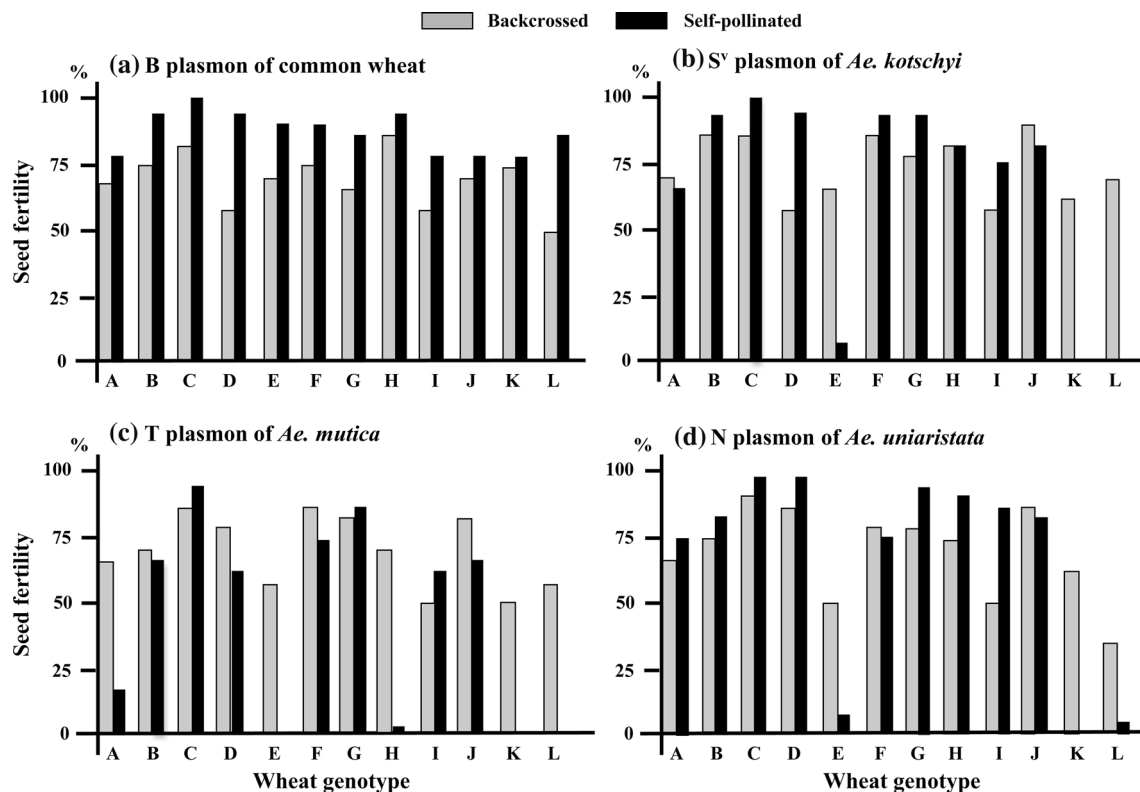 Backcrossed Self-pollinated
(a) B plasmon of common wheat
%
100
75
50
25
0
Seed fertility
A B C D E F G H I J K L
(b) Sᵛ plasmon of Ae. kotschyi
%
100
75
50
25
0
A B C D E F G H I J K L
(c) T plasmon of Ae. mutica
%
100
75
50
25
0
Seed fertility
A B C D E F G H I J K L
Wheat genotype
(d) N plasmon of Ae. uniaristata
%
100
75
50
25
0
A B C D E F G H I J K L
Wheat genotype